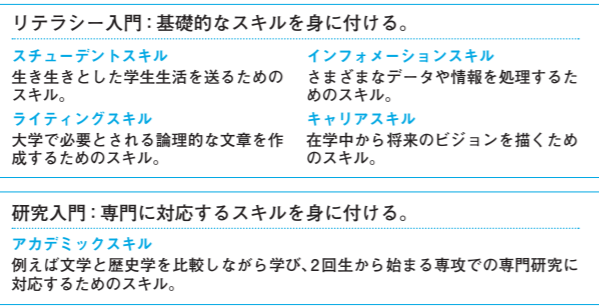 リテラシー入門：基礎的なスキルを身に付ける。
スチューデントスキル
生き生きとした学生生活を送るための
スキル。
ライティングスキル
大学で必要とされる論理的な文章を作
成するためのスキル。
インフォメーションスキル
さまざまなデータや情報を処理するた
めのスキル。
キャリアスキル
在学中から将来のビジョンを描くため
のスキル。
研究入門：専門に対応するスキルを身に付ける。
アカデミックスキル
例えば文学と歴史学を比較しながら学び、2回生から始まる専攻での専門研究に
対応するためのスキル。